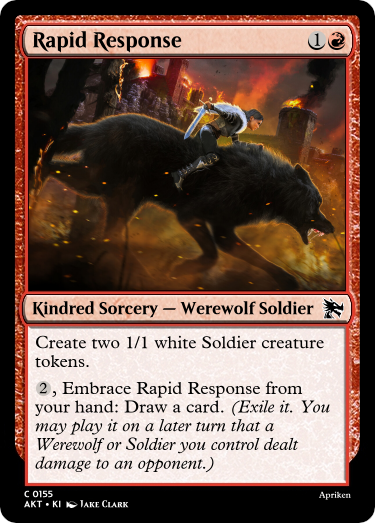 Rapid Response
1
Kindred Sorcery — Werewolf Soldier
Create two 1/1 white Soldier creature
tokens.
2, Embrace Rapid Response from
your hand: Draw a card. (Exile it. You
may play it on a later turn that a
Werewolf or Soldier you control dealt
damage to an opponent.)
C 0155
Apriken
AKT • KI Jake Clark